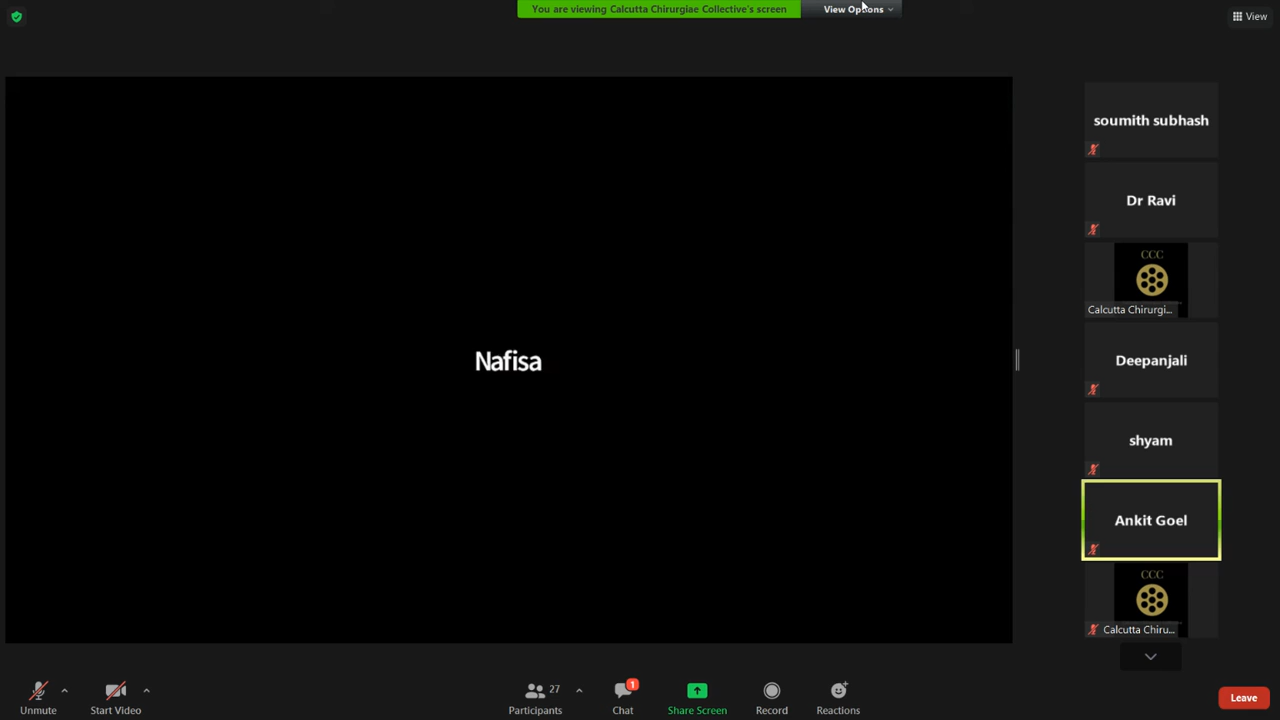 You are viewing Calcutta Chirurgiae Collective's screen
View Options
View
Nafisa
soumith subhash
Dr Ravi
CCC
Calcutta Chirurgi...
Deepanjali
shyam
Ankit Goel
CCC
Calcutta Chiru...
Unmute
Start Video
27
Participants
1
Chat
Share Screen
Record
Reactions
Leave